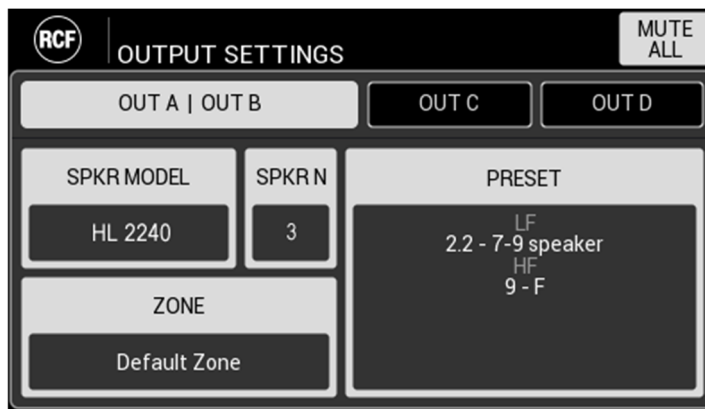 RCF
OUTPUT SETTINGS
MUTE
ALL
OUT A | OUT B
OUT C
OUT D
SPKR MODEL
HL 2240
SPKR N
3
PRESET
LF
2.2 - 7-9 speaker
HF
9 - F
ZONE
Default Zone